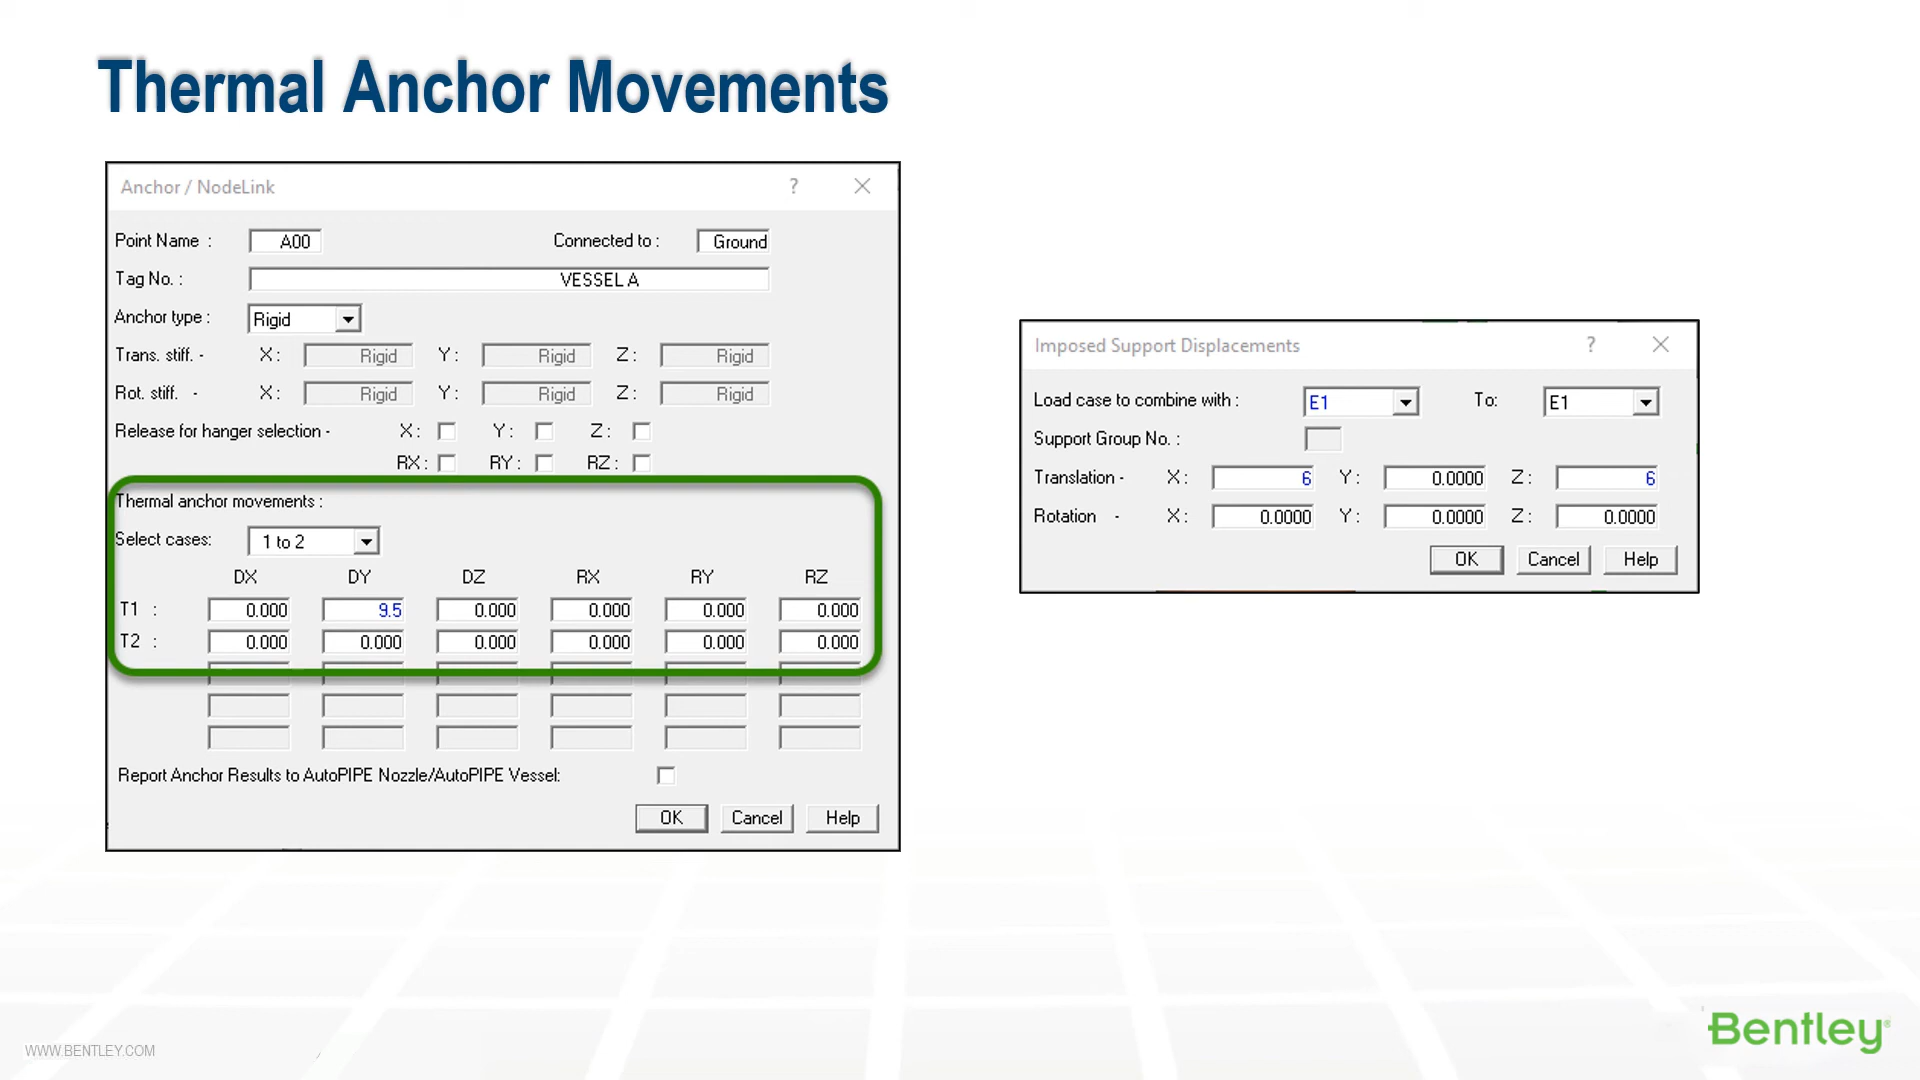 Thermal Anchor Movements
Anchor / NodeLink ?
Point Name : A00 Connected to : Ground
Tag No. : VESSEL A
Anchor type : Rigid
Trans. stiff. - X : Rigid Y : Rigid Z : Rigid
Rot. stiff. - X : Rigid Y : Rigid Z : Rigid
Release for hanger selection - X : Y : Z :
RX : RY : RZ :
Thermal anchor movements :
Select cases: 1 to 2
DX DY DZ RX RY RZ
T1 : 0.000 9.5 0.000 0.000 0.000 0.000
T2 : 0.000 0.000 0.000 0.000 0.000 0.000
Report Anchor Results to AutoPIPE Nozzle/AutoPIPE Vessel:
OK Cancel Help
Imposed Support Displacements ?
Load case to combine with : E1 To: E1
Support Group No. :
Translation - X : 6 Y : 0.0000 Z : 6
Rotation - X : 0.0000 Y : 0.0000 Z : 0.0000
OK Cancel Help
WWW.BENTLEY.COM
Bentley®